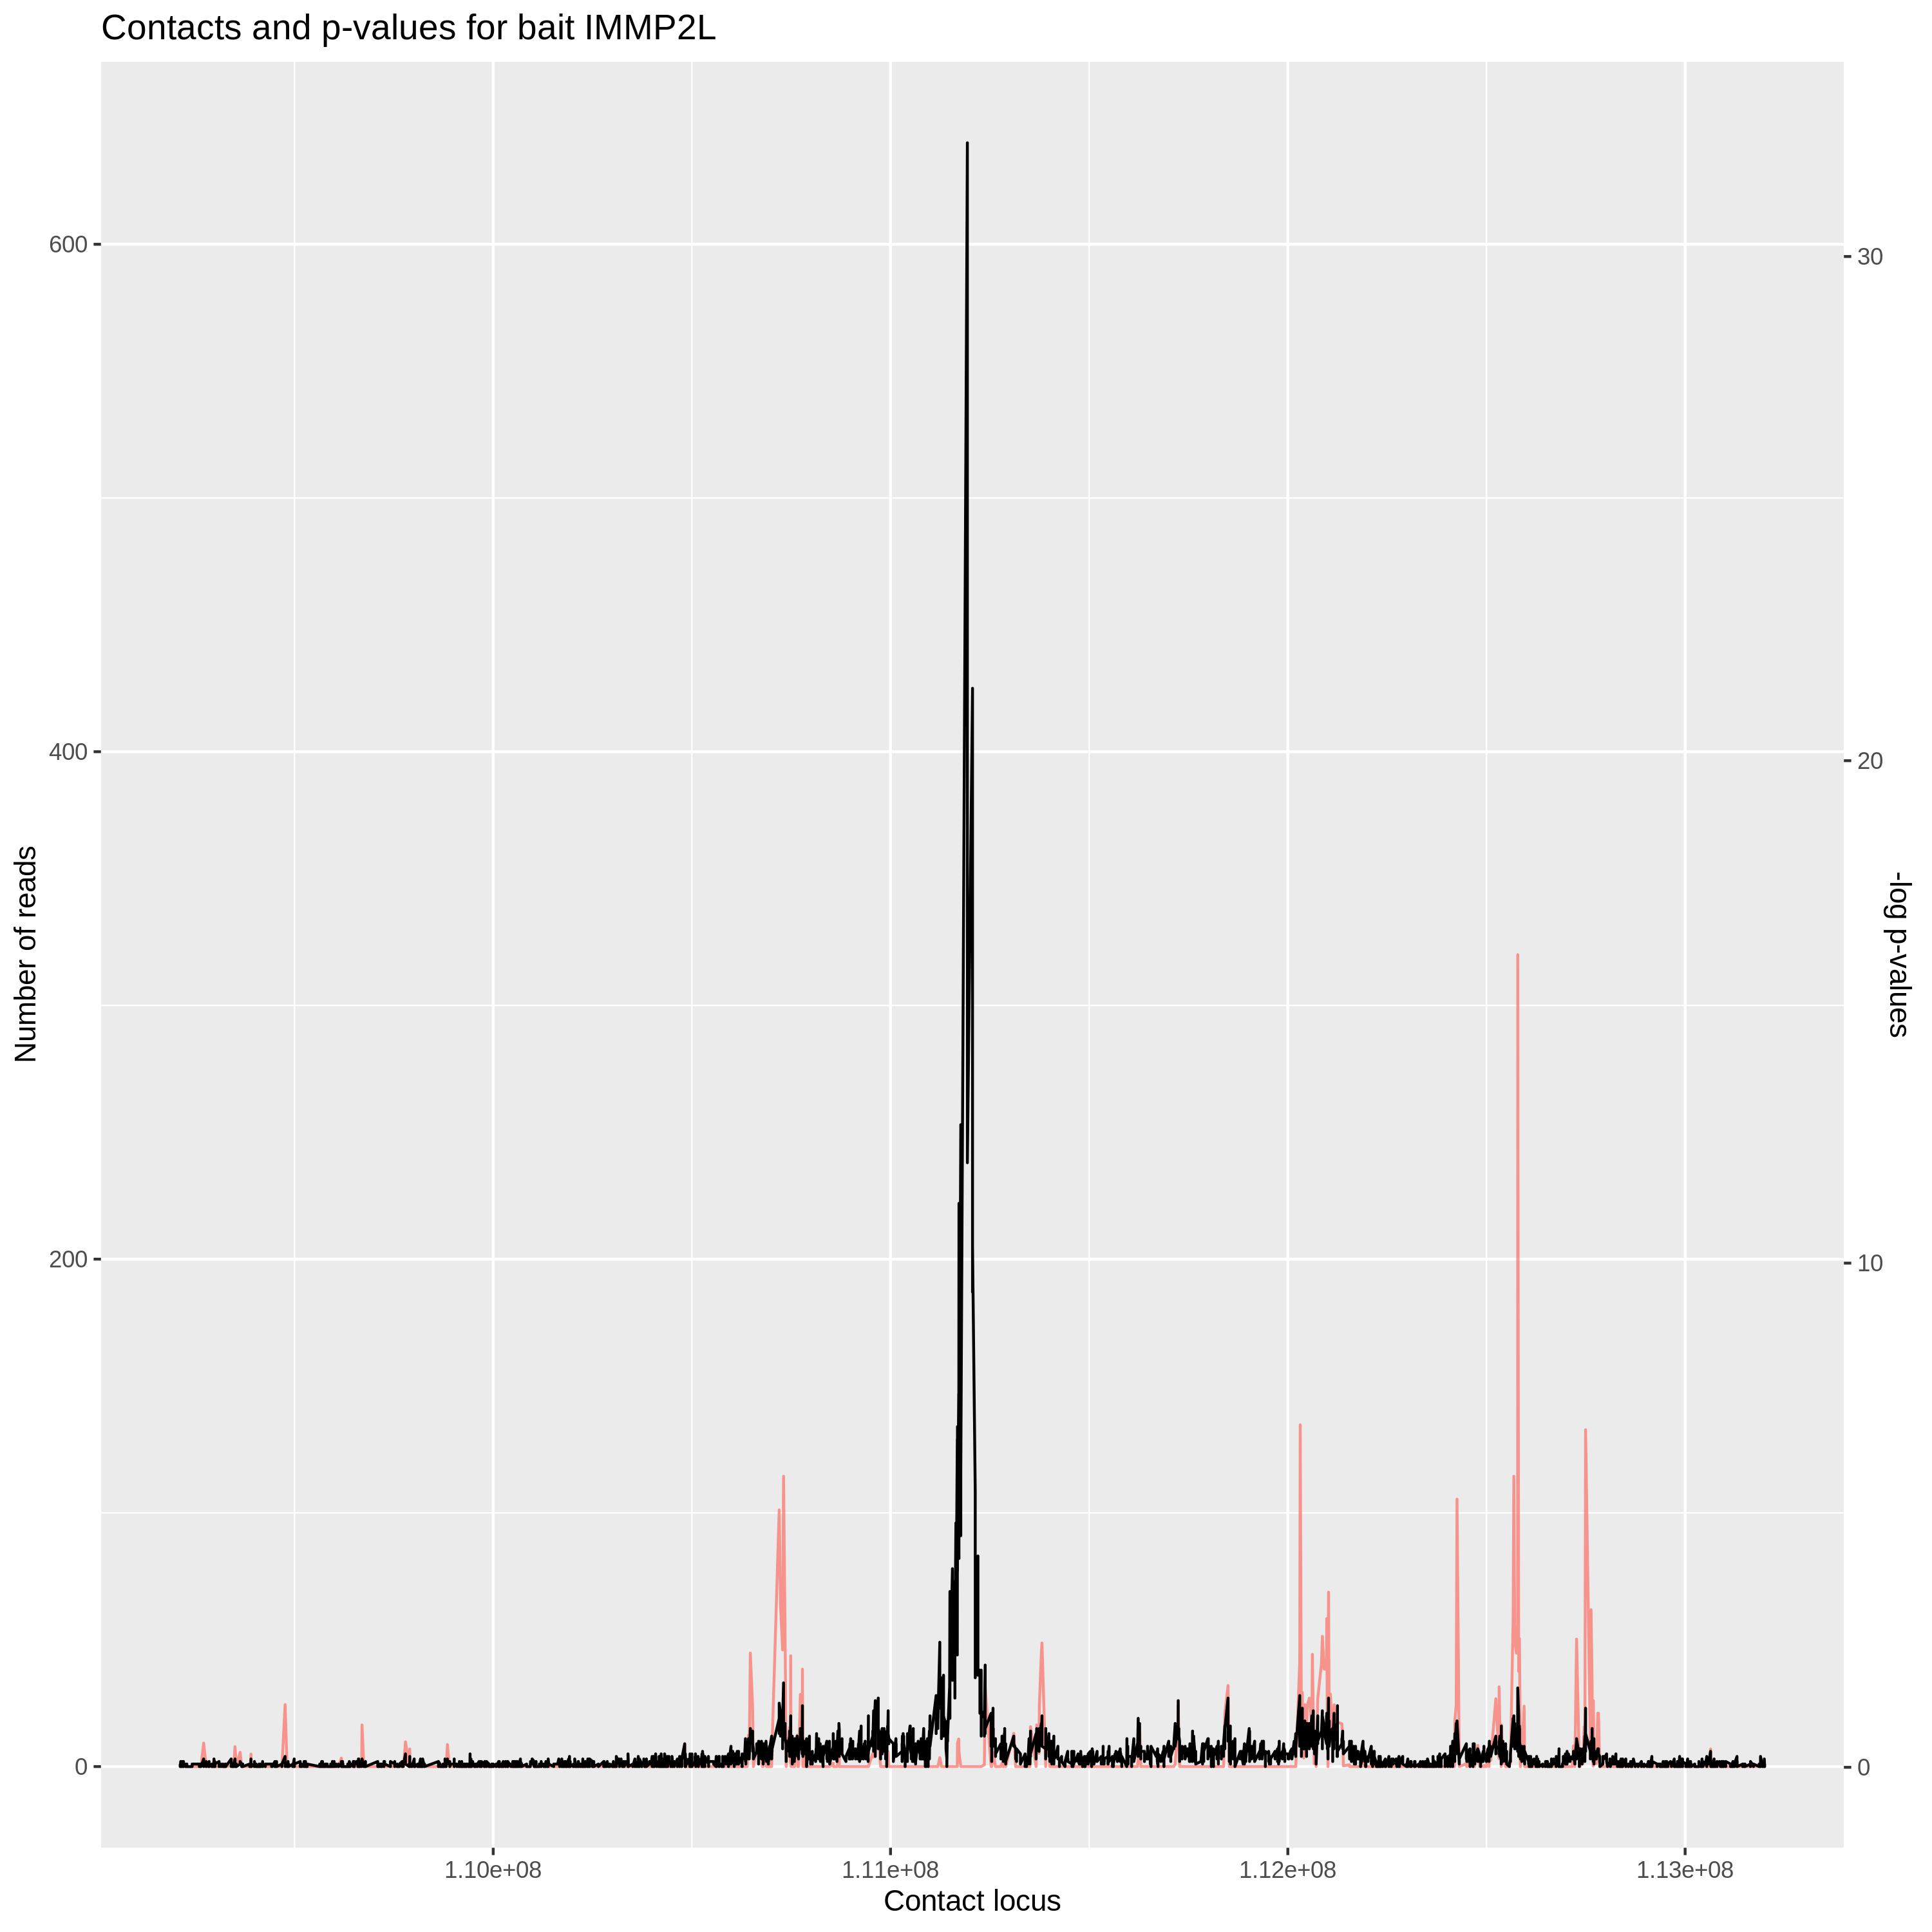 Contacts and p-values for bait IMMP2L
600
400
200
0
Number of reads
30
20
10
0
-log p-values
1.10e+08 1.11e+08 1.12e+08 1.13e+08
Contact locus